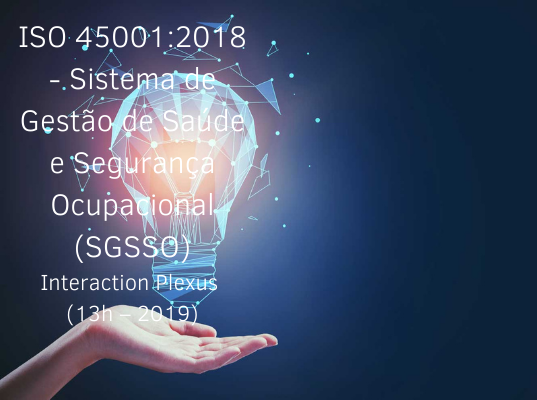 ISO 45001:2018
- Sistema de
Gestão de Saúde
e Segurança
Ocupacional
(SGSSO)
Interaction Plexus
(13h – 2019)